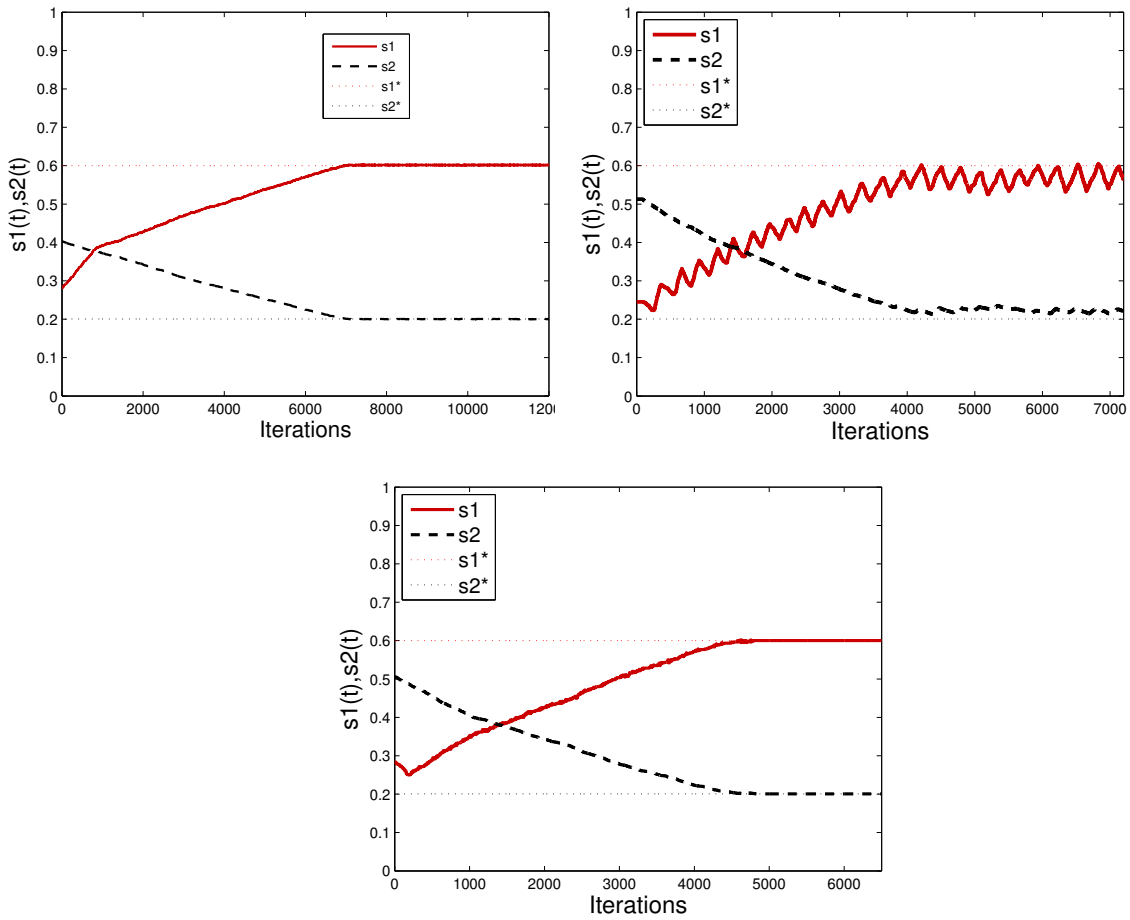 1
0.9
0.8
0.7
0.6
0.5
0.4
0.3
0.2
0.1
0
s1(t),s2(t)
s1
s2
s1*
s2*
0 2000 4000 6000 8000 10000 1200
Iterations
1
0.9
0.8
0.7
0.6
0.5
0.4
0.3
0.2
0.1
0
s1(t),s2(t)
s1
s2
s1*
s2*
0 1000 2000 3000 4000 5000 6000 7000
Iterations
1
0.9
0.8
0.7
0.6
0.5
0.4
0.3
0.2
0.1
0
s1(t),s2(t)
s1
s2
s1*
s2*
0 1000 2000 3000 4000 5000 6000
Iterations